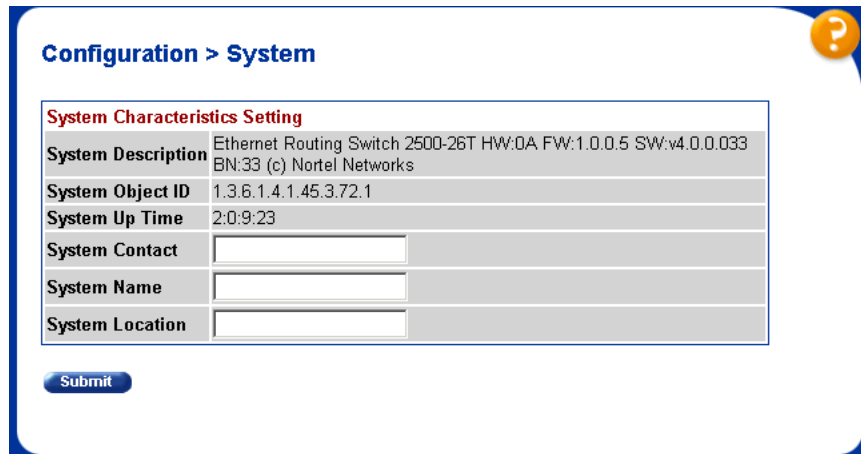 ?
Configuration > System
System Characteristics Setting
System Description Ethernet Routing Switch 2500-26T HW:0A FW:1.0.0.5 SW:v4.0.0.033
BN:33 (c) Nortel Networks
System Object ID 1.3.6.1.4.1.45.3.72.1
System Up Time 2:0:9:23
System Contact
System Name
System Location
Submit